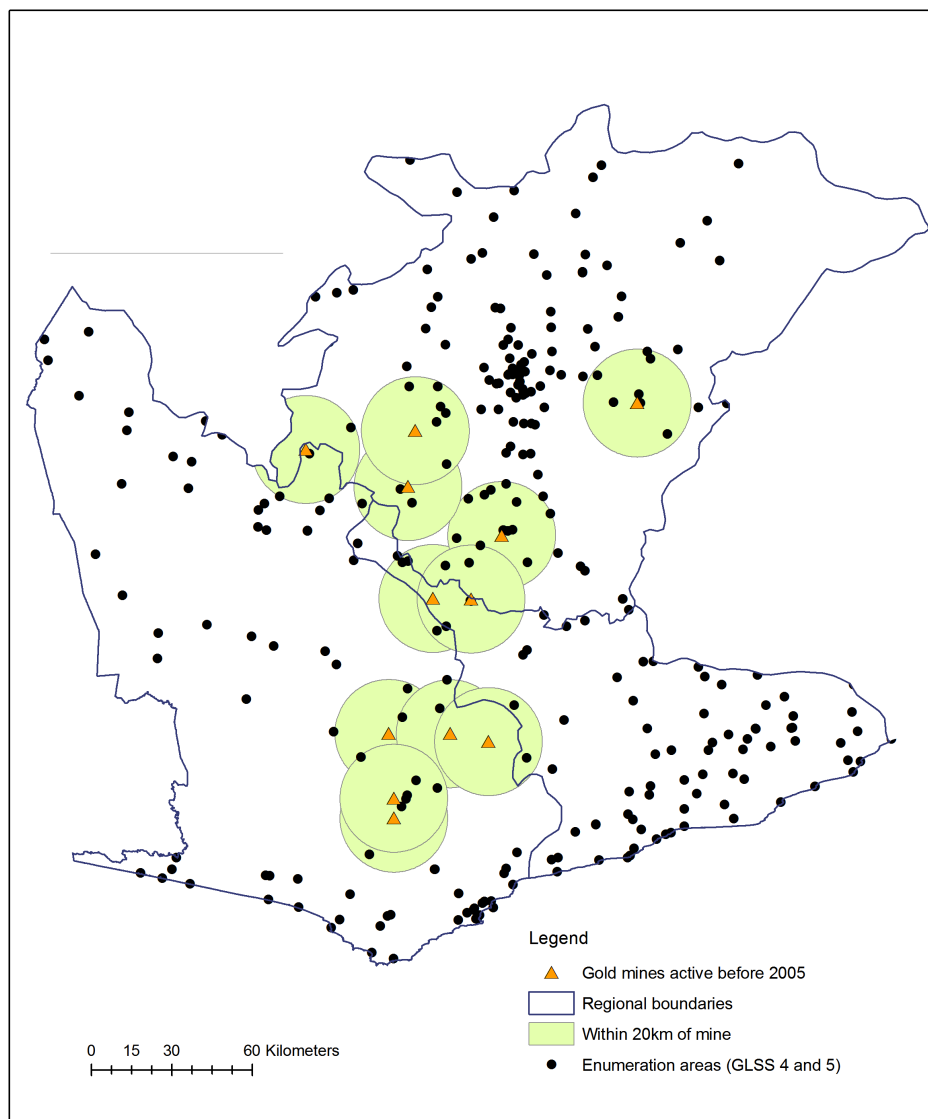 Legend
Gold mines active before 2005
Regional boundaries
Within 20km of mine
Enumeration areas (GLSS 4 and 5)
0 15 30 60 Kilometers